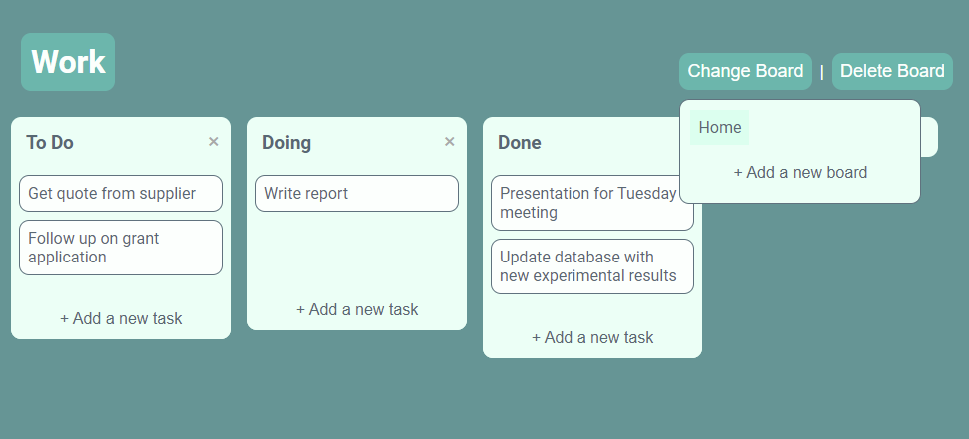 Work
Change Board | Delete Board
Home
+ Add a new board
To Do ×
Get quote from supplier
Follow up on grant
application
+ Add a new task
Doing ×
Write report
+ Add a new task
Done
Presentation for Tuesday
meeting
Update database with
new experimental results
+ Add a new task